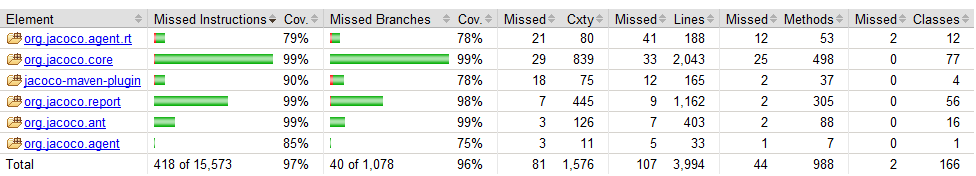 Element Missed Instructions Cov. Missed Branches Cov. Missed Cxty Missed Lines Missed Methods Missed Classes
org.jacoco.agent.rt 79% 78% 21 80 41 188 12 53 2 12
org.jacoco.core 99% 99% 29 839 33 2,043 25 498 0 77
jacoco-maven-plugin 90% 78% 18 75 12 165 2 37 0 4
org.jacoco.report 99% 98% 7 445 9 1,162 2 305 0 56
org.jacoco.ant 99% 99% 3 126 7 403 2 88 0 16
org.jacoco.agent 85% 75% 3 11 5 33 1 7 0 1
Total 418 of 15,573 97% 40 of 1,078 96% 81 1,576 107 3,994 44 988 2 166